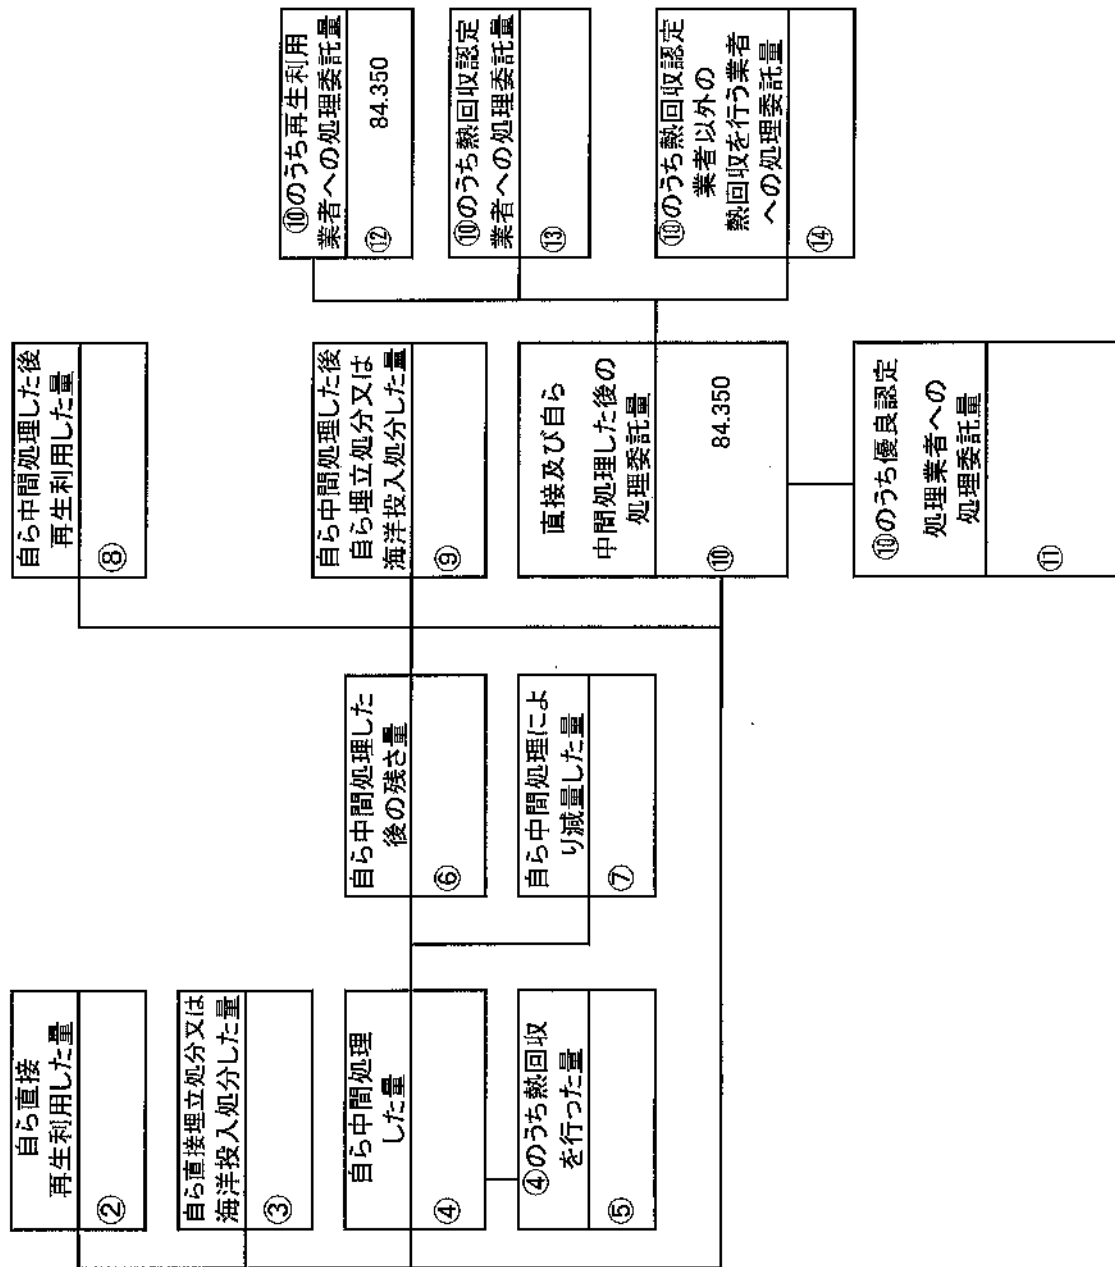 自ら直接
再生利用した量
②
自ら直接埋立処分又は
海洋投入処分した量
③
自ら中間処理
した量
④
④のうち熱回収
を行った量
⑤
自ら中間処理した
後の残さ量
⑥
自ら中間処理によ
り減量した量
⑦
自ら中間処理した後
再生利用した量
⑧
自ら中間処理した後
自ら埋立処分又は
海洋投入処分した量
⑨
直接及び自ら
中間処理した後の
処理委託量
⑩
84.350
⑩のうち優良認定
処理業者への
処理委託量
⑪
⑩のうち再生利用
業者への処理委託量
⑫
84.350
⑩のうち熱回収認定
業者への処理委託量
⑬
⑩のうち熱回収認定
業者以外の
熱回収を行う業者
への処理委託量
⑭